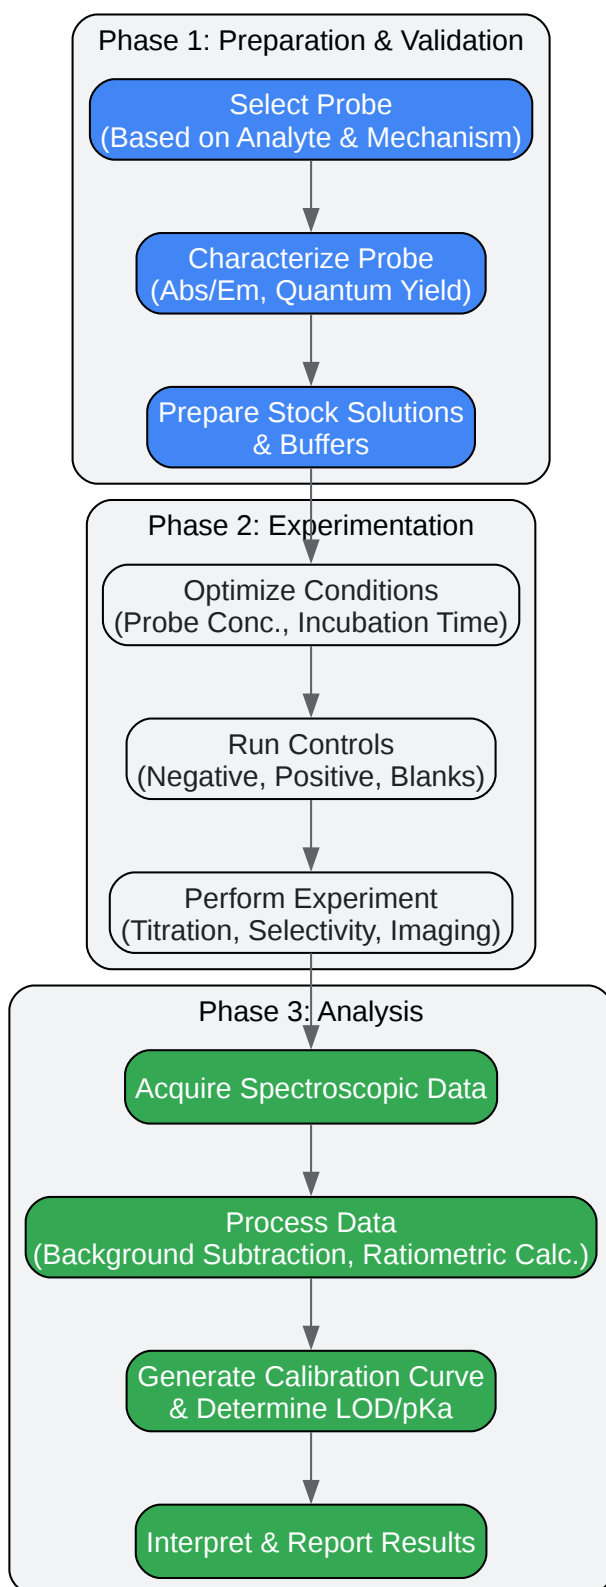 Phase 1: Preparation & Validation
Select Probe
(Based on Analyte & Mechanism)
Characterize Probe
(Abs/Em, Quantum Yield)
Prepare Stock Solutions
& Buffers
Phase 2: Experimentation
Optimize Conditions
(Probe Conc., Incubation Time)
Run Controls
(Negative, Positive, Blanks)
Perform Experiment
(Titration, Selectivity, Imaging)
Phase 3: Analysis
Acquire Spectroscopic Data
Process Data
(Background Subtraction, Ratiometric Calc.)
Generate Calibration Curve
& Determine LOD/pKa
Interpret & Report Results